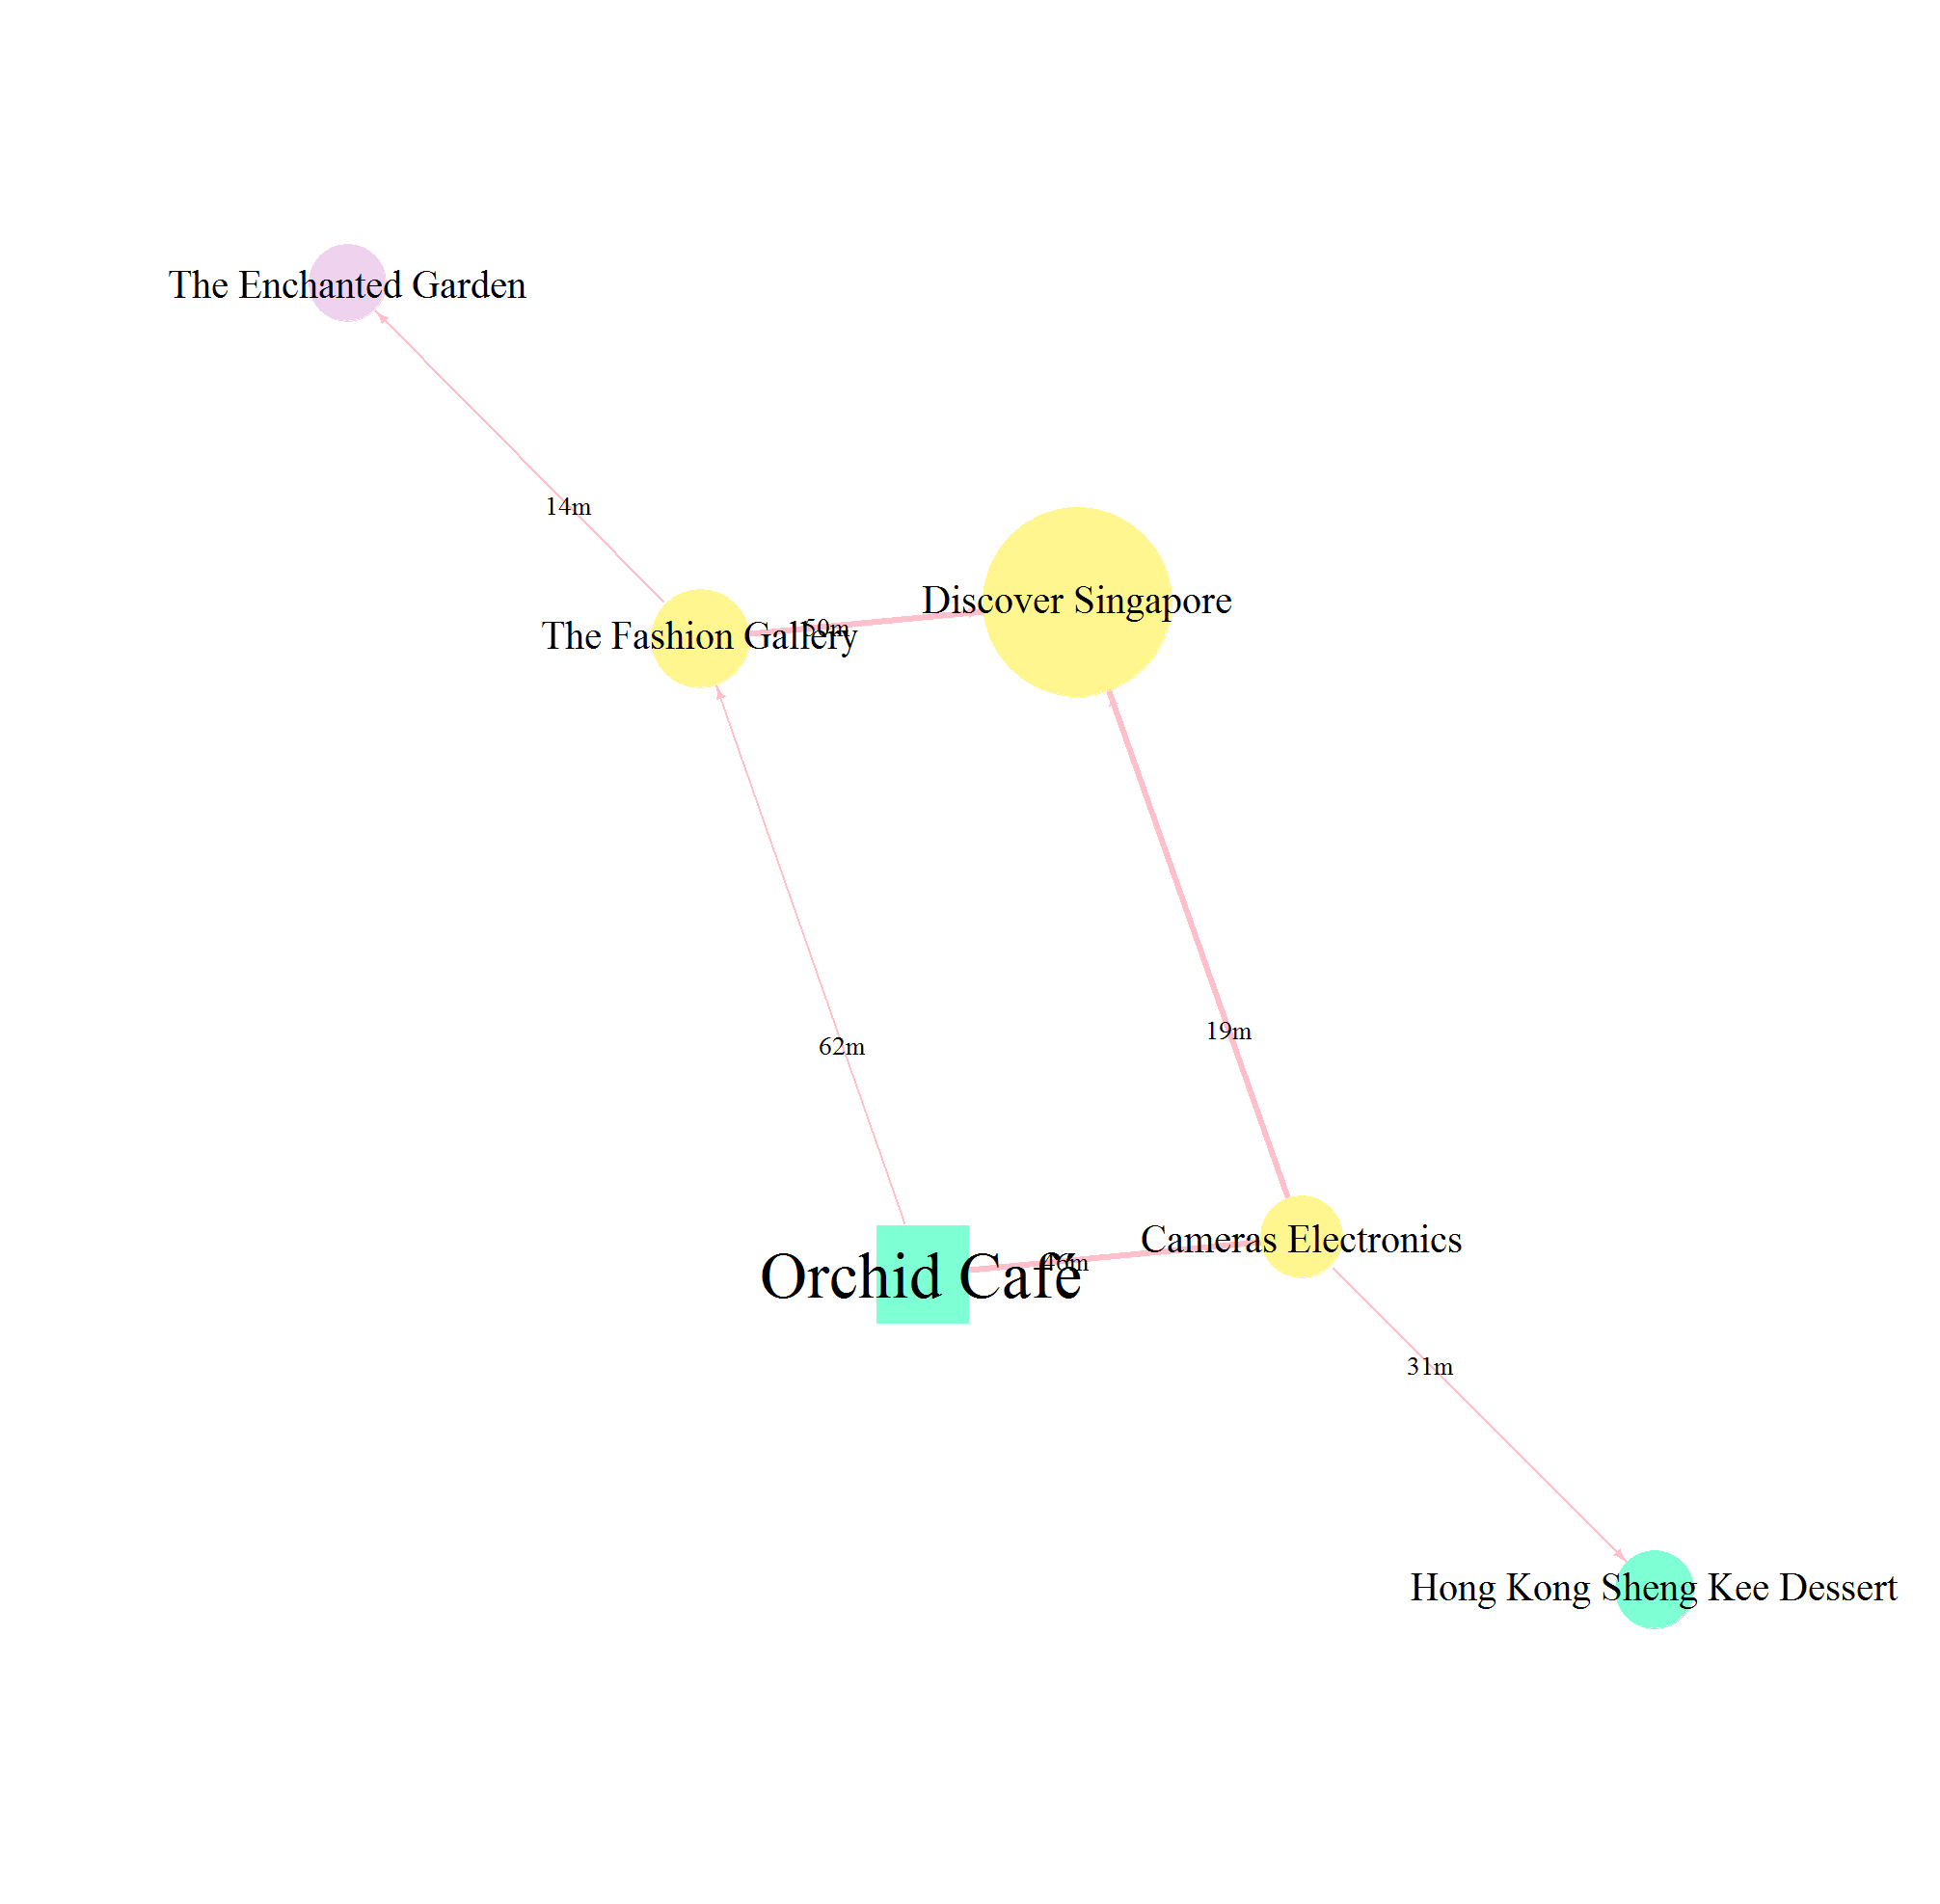 The Enchanted Garden
14m
Discover Singapore
50m
The Fashion Gallery
19m
62m
Cameras Electronics
46m
Orchid Café
31m
Hong Kong Sheng Kee Dessert